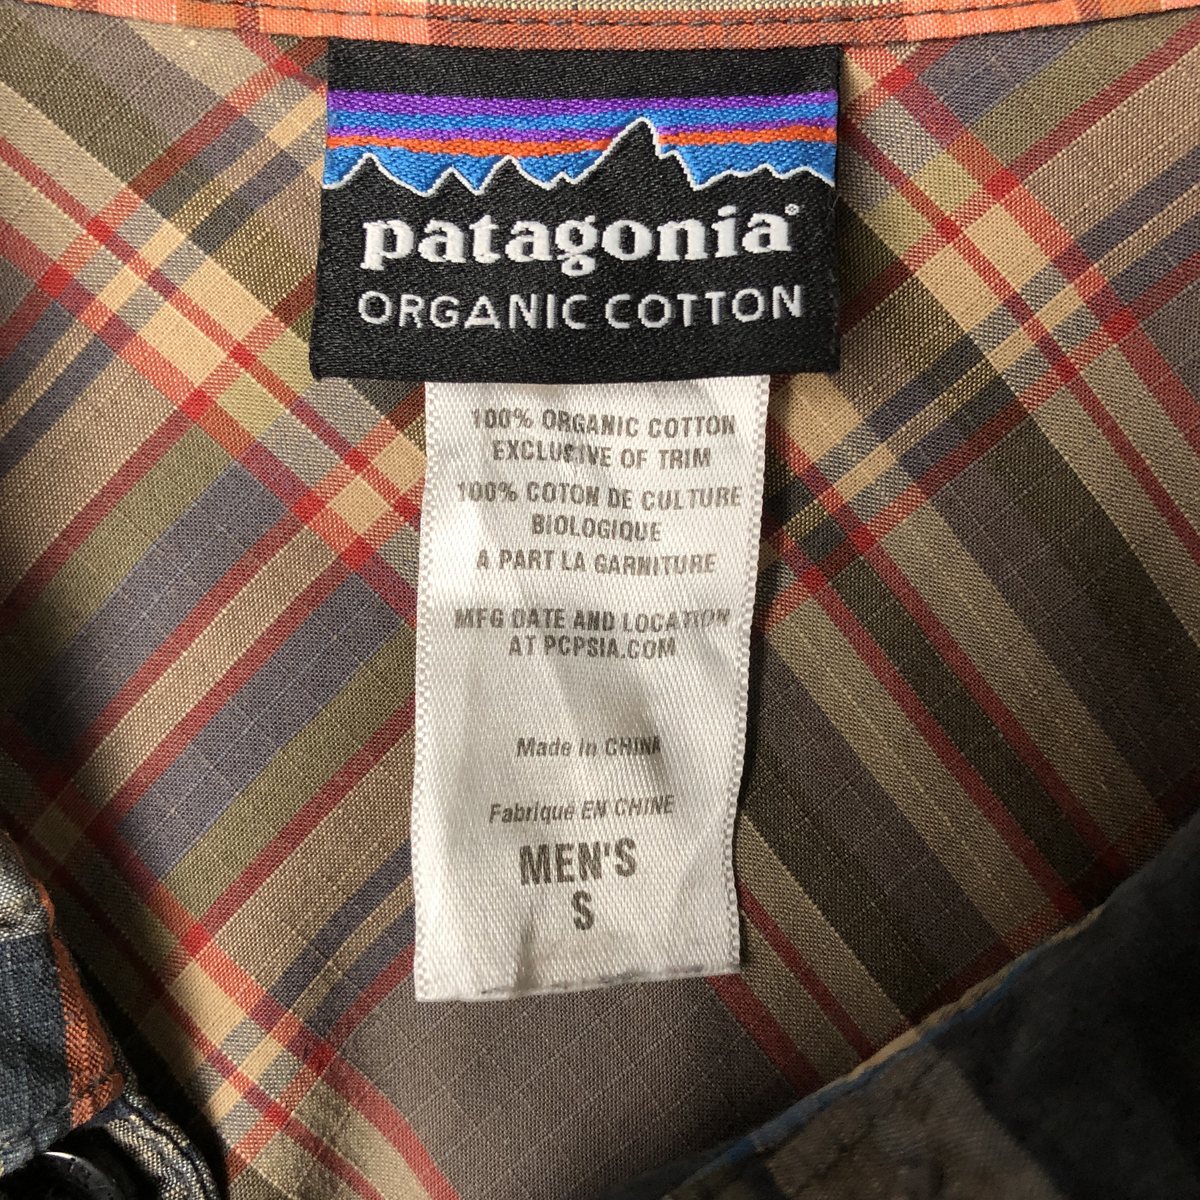 patagonia®
ORGANIC COTTON
100% ORGANIC COTTON
EXCLUSIVE OF TRIM
100% COTON DE CULTURE
BIOLOGIQUE
A PART LA GARNITURE
MFG DATE AND LOCATION
AT PCPSIA.COM
Made in CHINA
Fabriqué EN CHINE
MEN'S
S